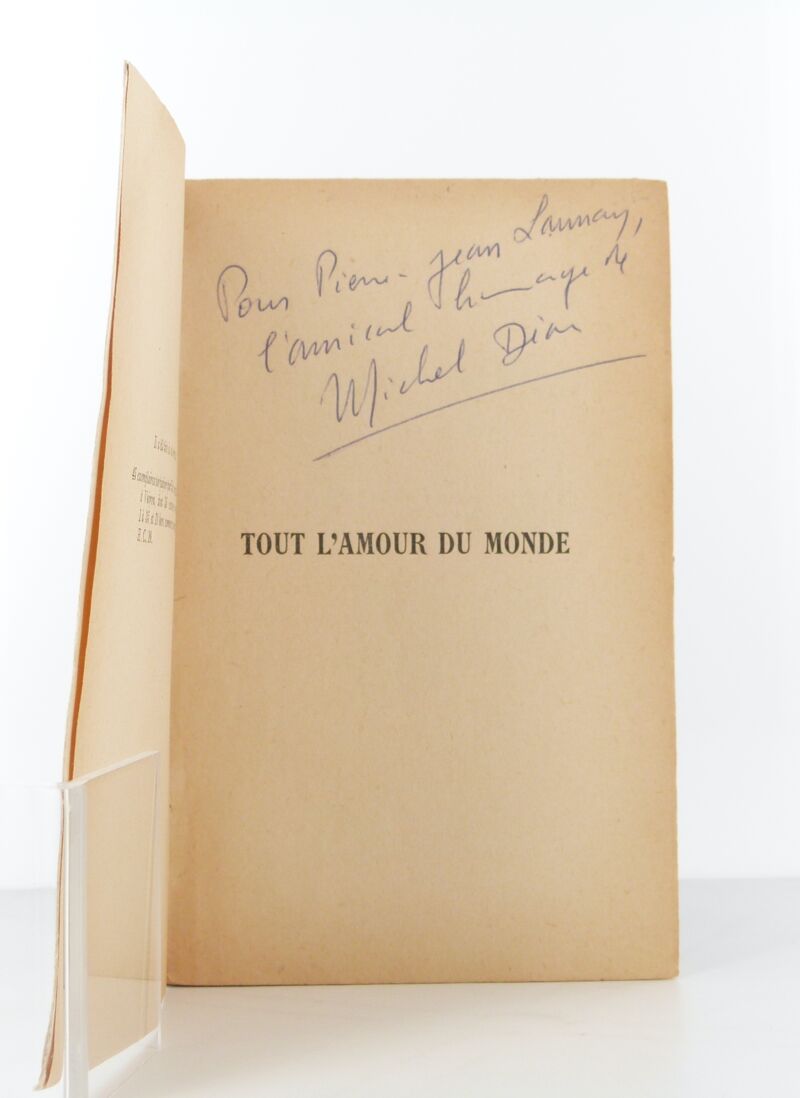 Pour Pierre-Jean Launay,
l'amical hommage de
Michel Déon
TOUT L'AMOUR DU MONDE